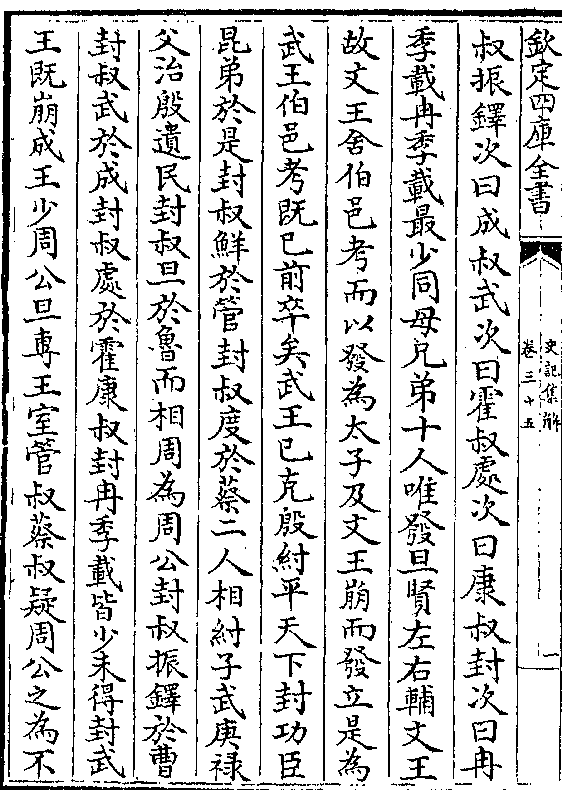 欽定四庫全書
史記集解
卷三十五
一
叔振鐸次曰成叔武次曰霍叔處次曰康叔封次曰冉
季載冉季載最少同母兄弟十人唯發旦賢左右輔文王
故文王舍伯邑考而以發為太子及文王崩而發立是為
武王伯邑考既已前卒矣武王已克殷紂平天下封功臣
昆弟於是封叔鮮於管封叔度於蔡二人相紂子武庚祿
父治殷遺民封叔旦於魯而相周為周公封叔振鐸於曹
封叔武於成封叔處於霍康叔封冉季載皆少未得封武
王既崩成王少周公旦專王室管叔蔡叔疑周公之為不